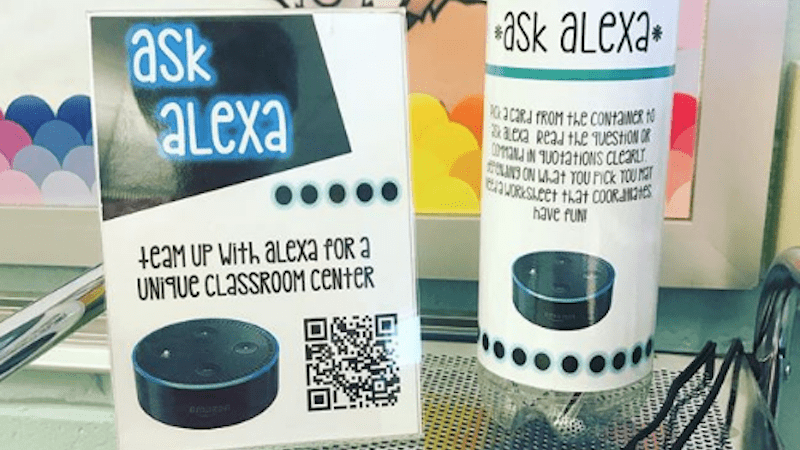 ask
alexa
team up with alexa for a
unique classroom center
amazon
*ask alexa*
Pick a card from the container to
ask alexa. Read the question or
command in quotations clearly.
depending on what you pick you may
need a worksheet that coordinates.
have fun!